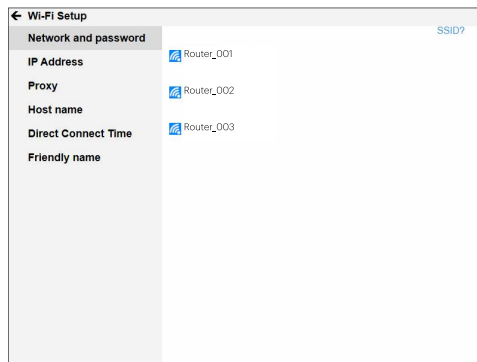 Wi-Fi Setup
SSID?
Network and password
IP Address
Proxy
Host name
Direct Connect Time
Friendly name
Router_001
Router_002
Router_003